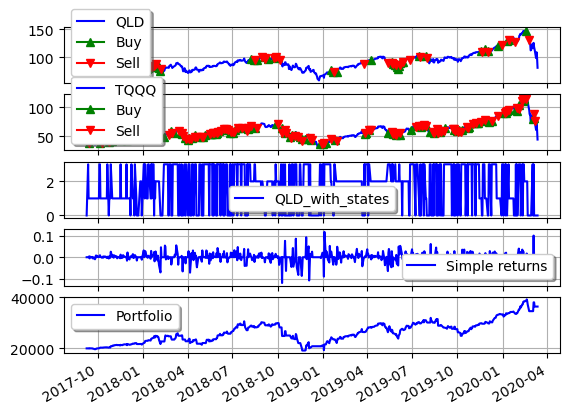 150
100
QLD
Buy
Sell
100
50
TQQQ
Buy
Sell
2
0
QLD_with_states
0.1
0.0
−0.1
Simple returns
40000
20000
Portfolio
2017-10
2018-01
2018-04
2018-07
2018-10
2019-01
2019-04
2019-07
2019-10
2020-01
2020-04